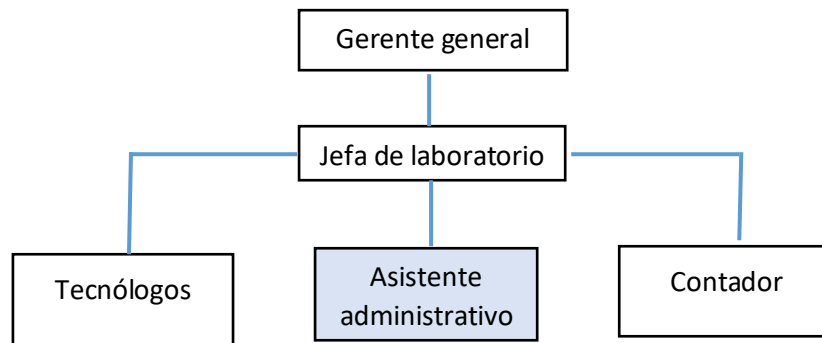 Gerente general
Jefa de laboratorio
Tecnólogos
Asistente
administrativo
Contador